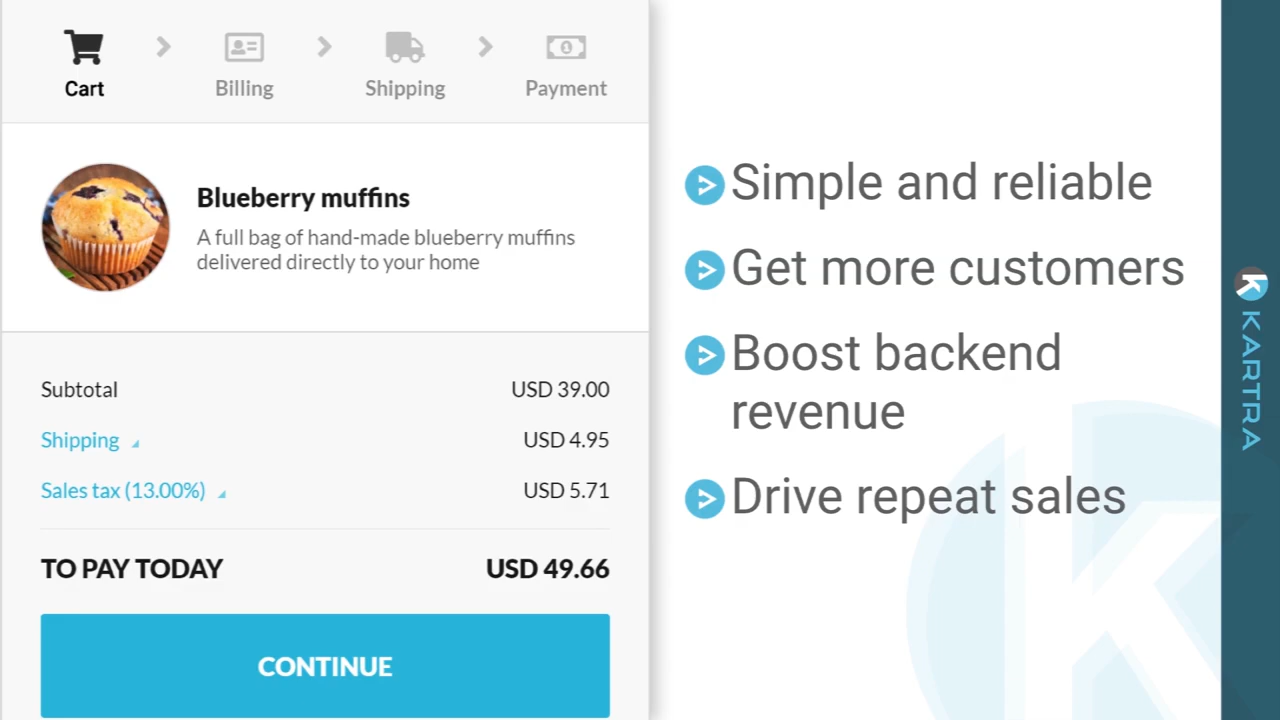 Cart
Billing
Shipping
Payment
Blueberry muffins
A full bag of hand-made blueberry muffins
delivered directly to your home
Subtotal USD 39.00
Shipping USD 4.95
Sales tax (13.00%) USD 5.71
TO PAY TODAY USD 49.66
CONTINUE
Simple and reliable
Get more customers
Boost backend
revenue
Drive repeat sales
KARTRA